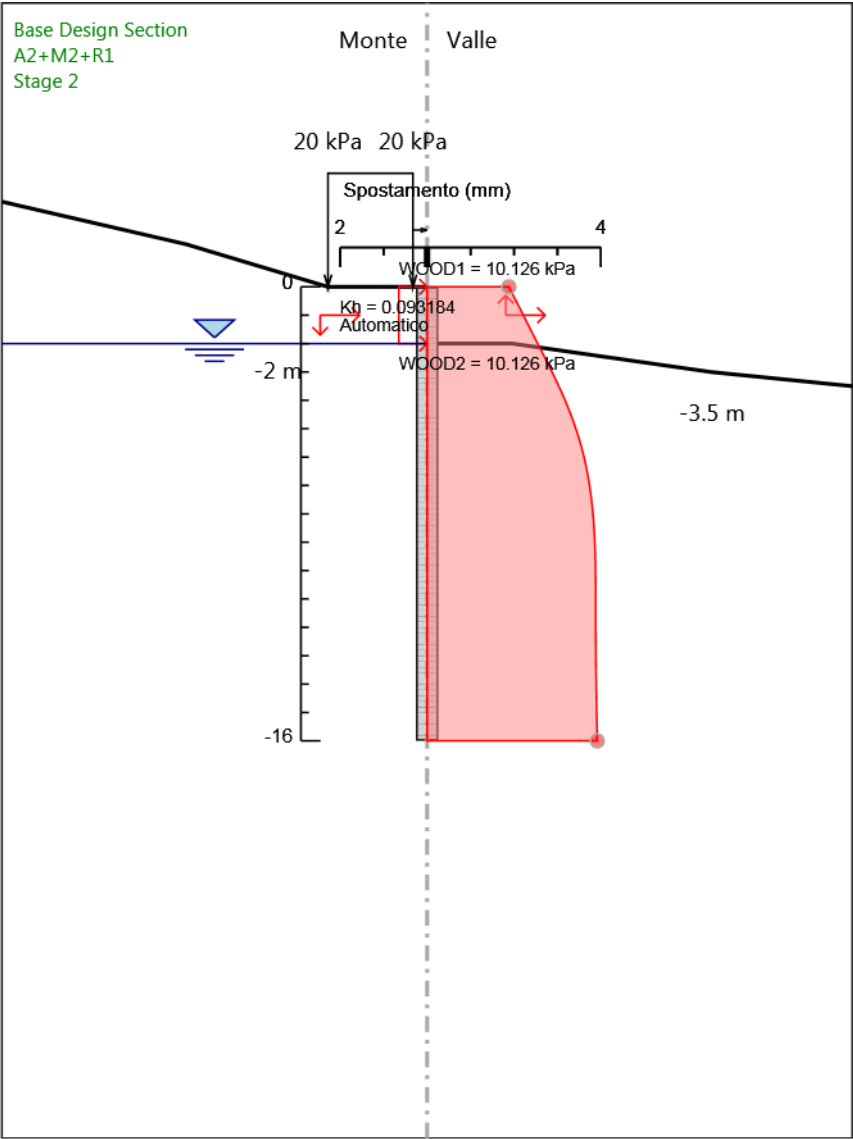 Base Design Section
A2+M2+R1
Stage 2
Monte Valle
20 kPa 20 kPa
Spostamento (mm)
2 4
WOOD1 = 10.126 kPa
0
Kh = 0.093184
Automatico
WOOD2 = 10.126 kPa
-2 m
-3.5 m
-16